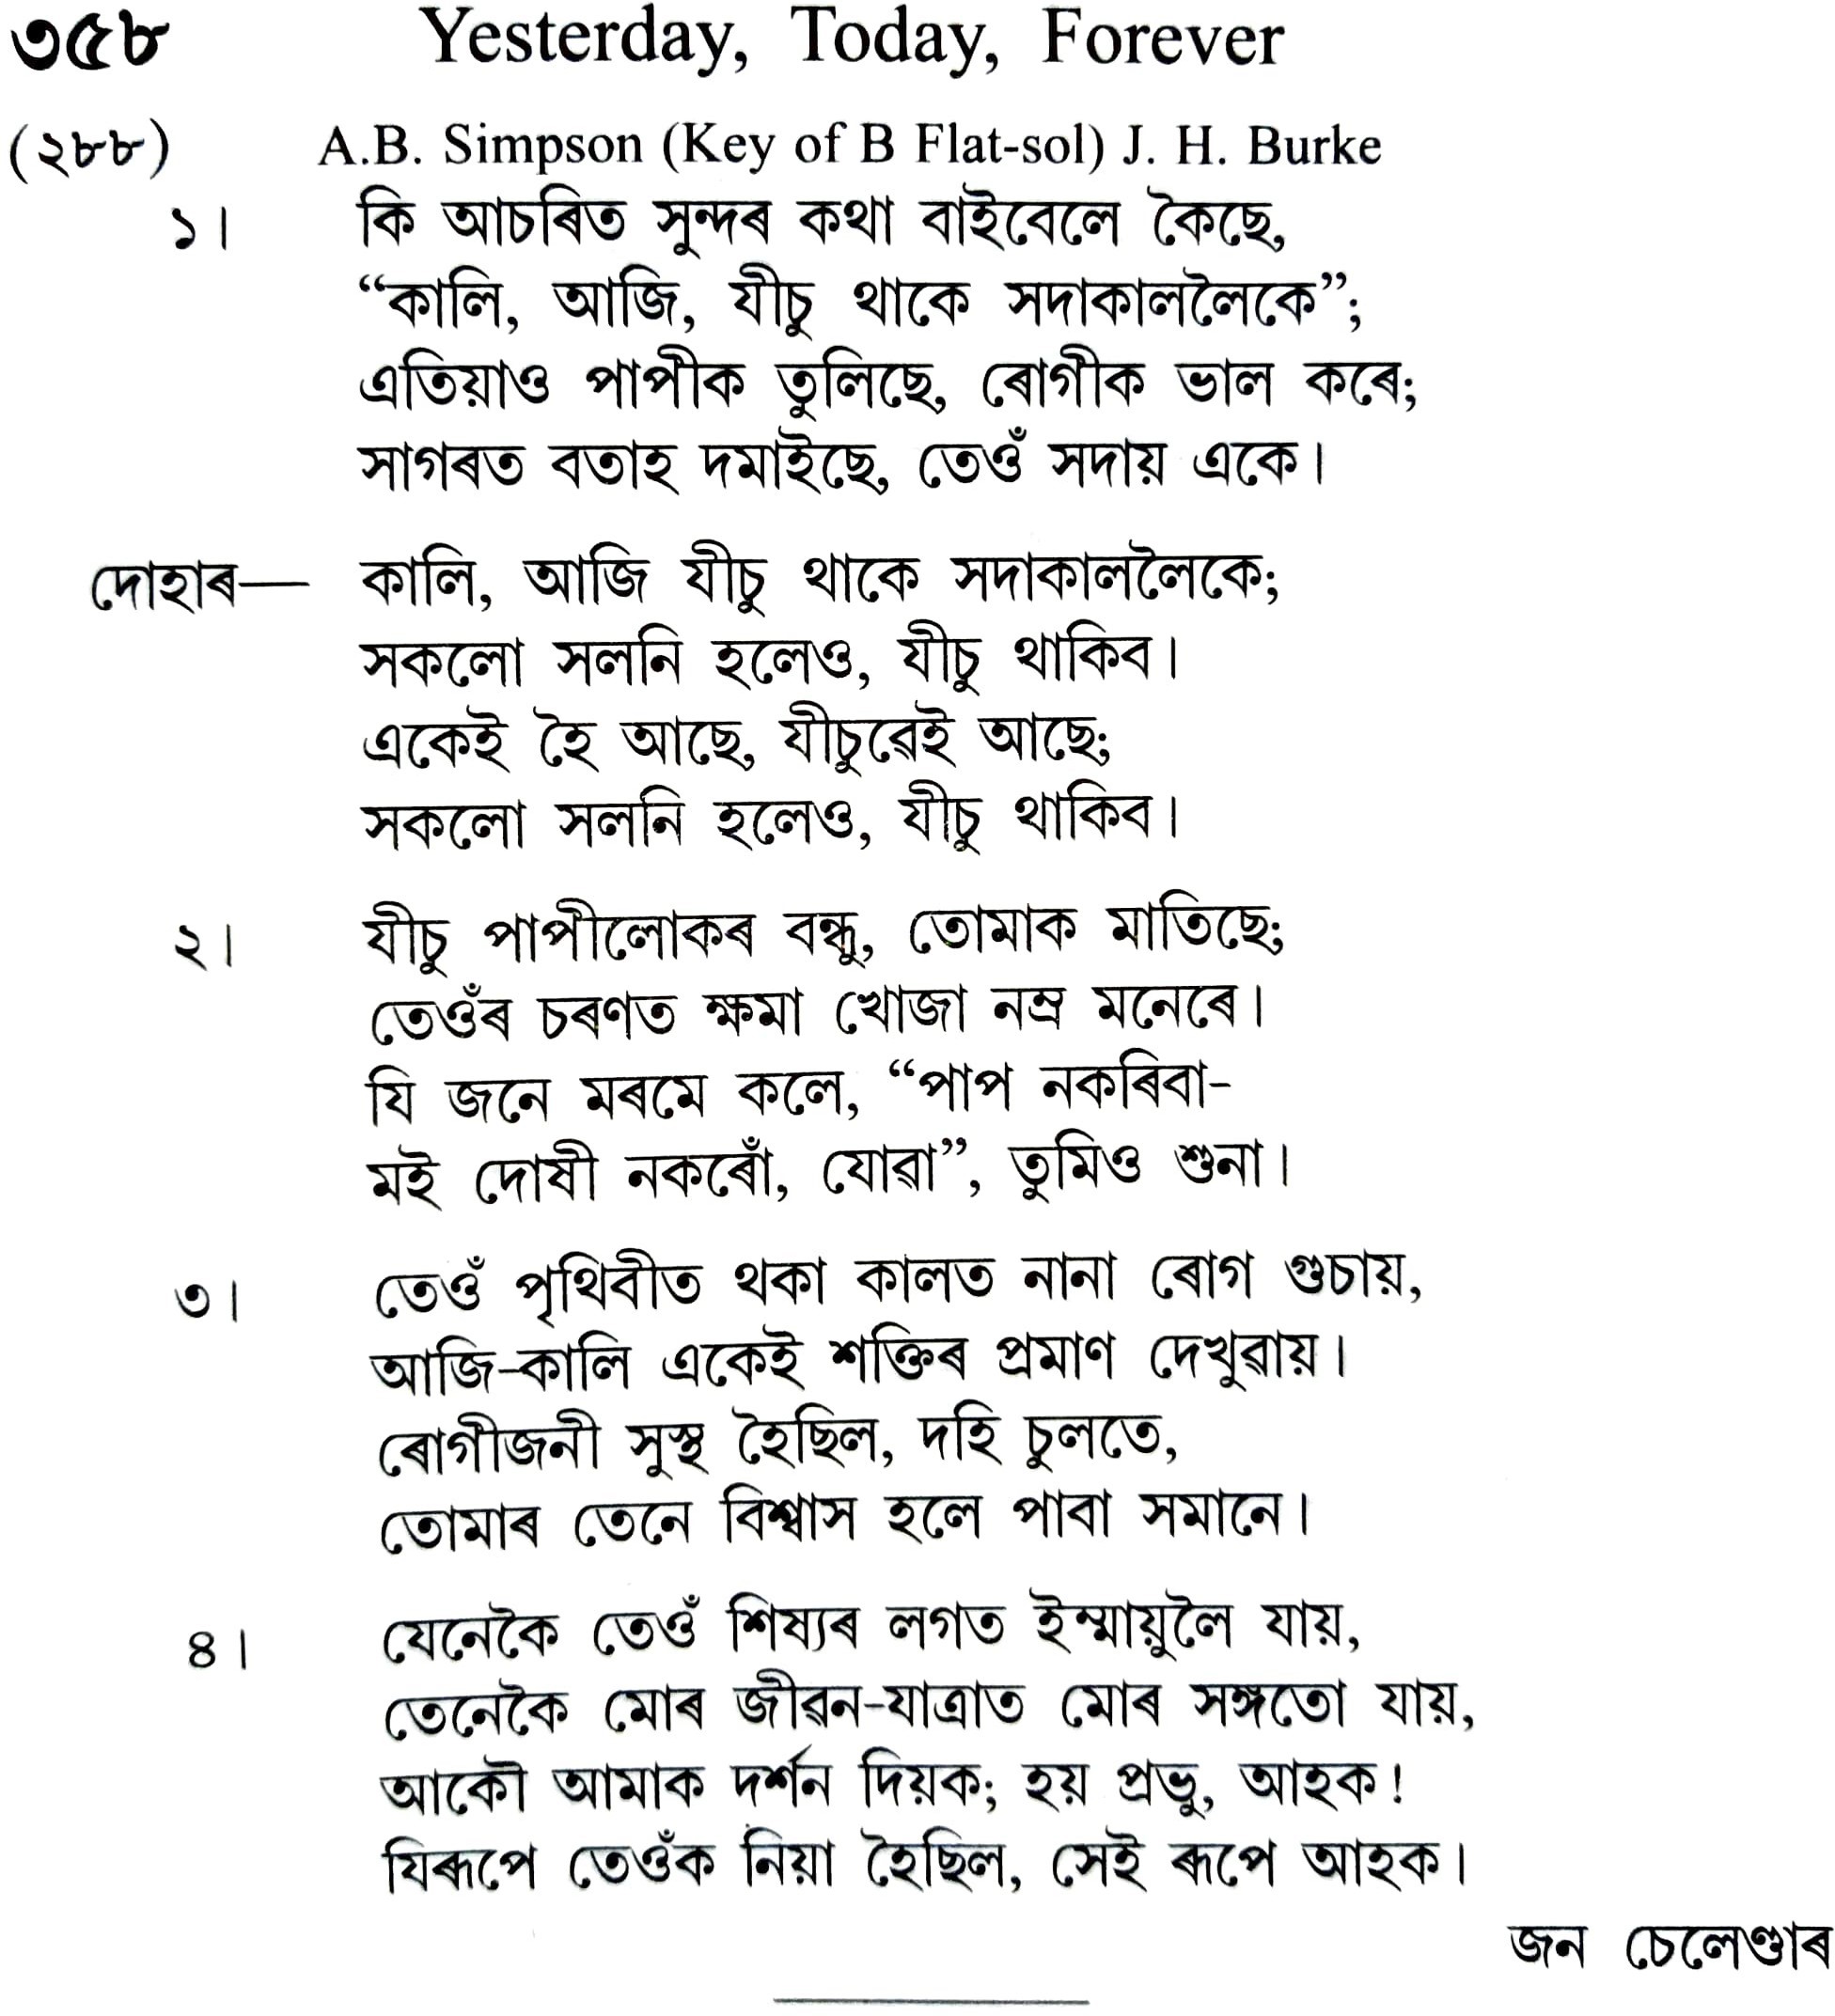 ৩৫৮ Yesterday, Today, Forever
(২৮৮) A.B. Simpson (Key of B Flat-sol) J. H. Burke
১। কি আচৰিত সুন্দৰ কথা বাইবেলে কৈছে,
“কালি, আজি, যীচু থাকে সদাকাললৈকে”;
এতিয়াও পাপীক তুলিছে, ৰোগীক ভাল কৰে;
সাগৰত বতাহ দমাইছে, তেওঁ সদায় একে।
দোহাৰ— কালি, আজি যীচু থাকে সদাকাললৈকে;
সকলো সলনি হলেও, যীচু থাকিব।
একেই হৈ আছে, যীচুৱেই আছে;
সকলো সলনি হলেও, যীচু থাকিব।
২। যীচু পাপীলোকৰ বন্ধু, তোমাক মাতিছে;
তেওঁৰ চৰণত ক্ষমা খোজা নম্ৰ মনেৰে।
যি জনে মৰমে কলে, “পাপ নকৰিবা-
মই দোষী নকৰোঁ, যোৱা”, তুমিও শুনা।
৩। তেওঁ পৃথিবীত থকা কালত নানা ৰোগ গুচায়,
আজি-কালি একেই শক্তিৰ প্ৰমাণ দেখুৱায়।
ৰোগীজনী সুস্থ হৈছিল, দহি চুলতে,
তোমাৰ তেনে বিশ্বাস হলে পাবা সমানে।
৪। যেনেকৈ তেওঁ শিষ্যৰ লগত ইম্মায়ুলৈ যায়,
তেনেকৈ মোৰ জীৱন-যাত্ৰাত মোৰ সঙ্গতো যায়,
আকৌ আমাক দৰ্শন দিয়ক; হয় প্ৰভু, আহক!
যিৰূপে তেওঁক নিয়া হৈছিল, সেই ৰূপে আহক।
জন চেলেণ্ডাৰ